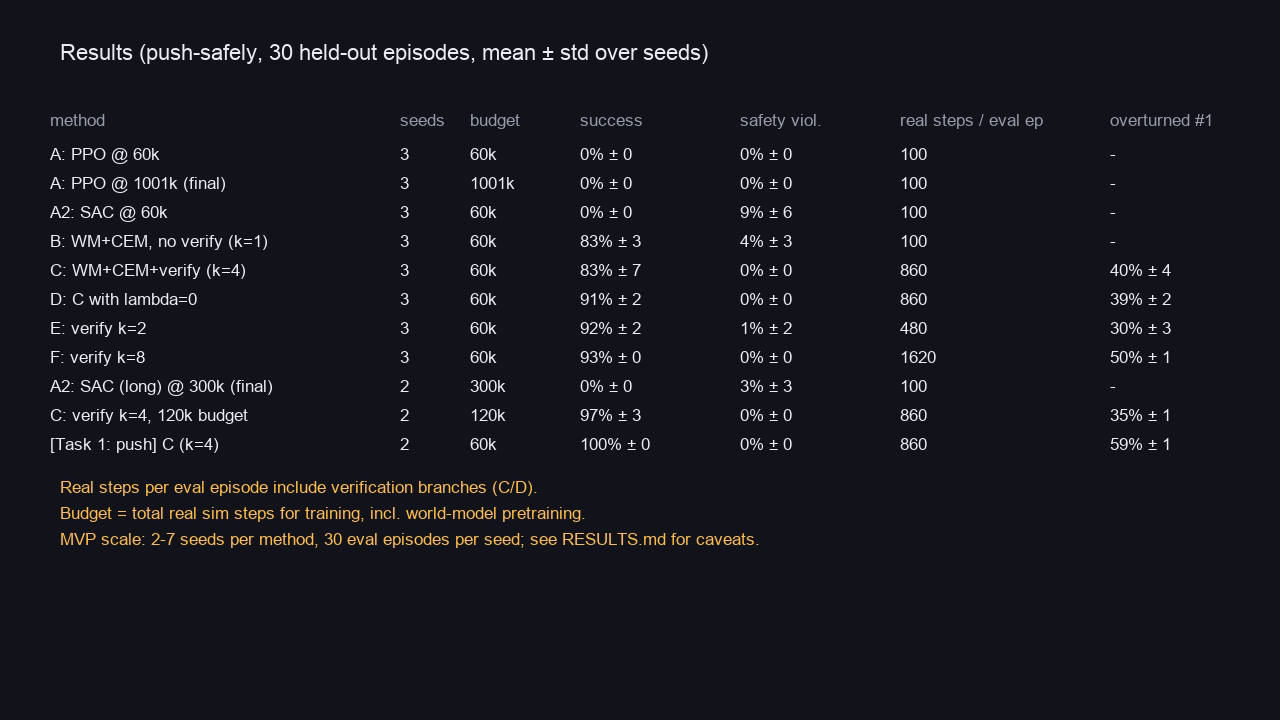 Results (push-safely, 30 held-out episodes, mean ± std over seeds)
method seeds budget success safety viol. real steps / eval ep overturned #1
A: PPO @ 60k 3 60k 0% ± 0 0% ± 0 100 -
A: PPO @ 1001k (final) 3 1001k 0% ± 0 0% ± 0 100 -
A2: SAC @ 60k 3 60k 0% ± 0 9% ± 6 100 -
B: WM+CEM, no verify (k=1) 3 60k 83% ± 3 4% ± 3 100 -
C: WM+CEM+verify (k=4) 3 60k 83% ± 7 0% ± 0 860 40% ± 4
D: C with lambda=0 3 60k 91% ± 2 0% ± 0 860 39% ± 2
E: verify k=2 3 60k 92% ± 2 1% ± 2 480 30% ± 3
F: verify k=8 3 60k 93% ± 0 0% ± 0 1620 50% ± 1
A2: SAC (long) @ 300k (final) 2 300k 0% ± 0 3% ± 3 100 -
C: verify k=4, 120k budget 2 120k 97% ± 3 0% ± 0 860 35% ± 1
[Task 1: push] C (k=4) 2 60k 100% ± 0 0% ± 0 860 59% ± 1
Real steps per eval episode include verification branches (C/D).
Budget = total real sim steps for training, incl. world-model pretraining.
MVP scale: 2-7 seeds per method, 30 eval episodes per seed; see RESULTS.md for caveats.